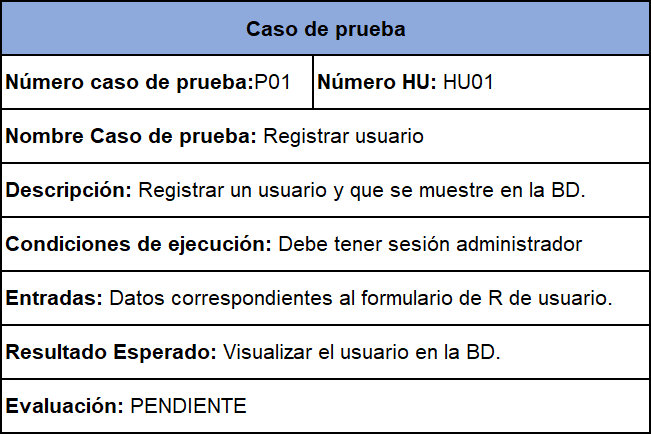 Caso de prueba
Número caso de prueba:P01 Número HU: HU01
Nombre Caso de prueba: Registrar usuario
Descripción: Registrar un usuario y que se muestre en la BD.
Condiciones de ejecución: Debe tener sesión administrador
Entradas: Datos correspondientes al formulario de R de usuario.
Resultado Esperado: Visualizar el usuario en la BD.
Evaluación: PENDIENTE